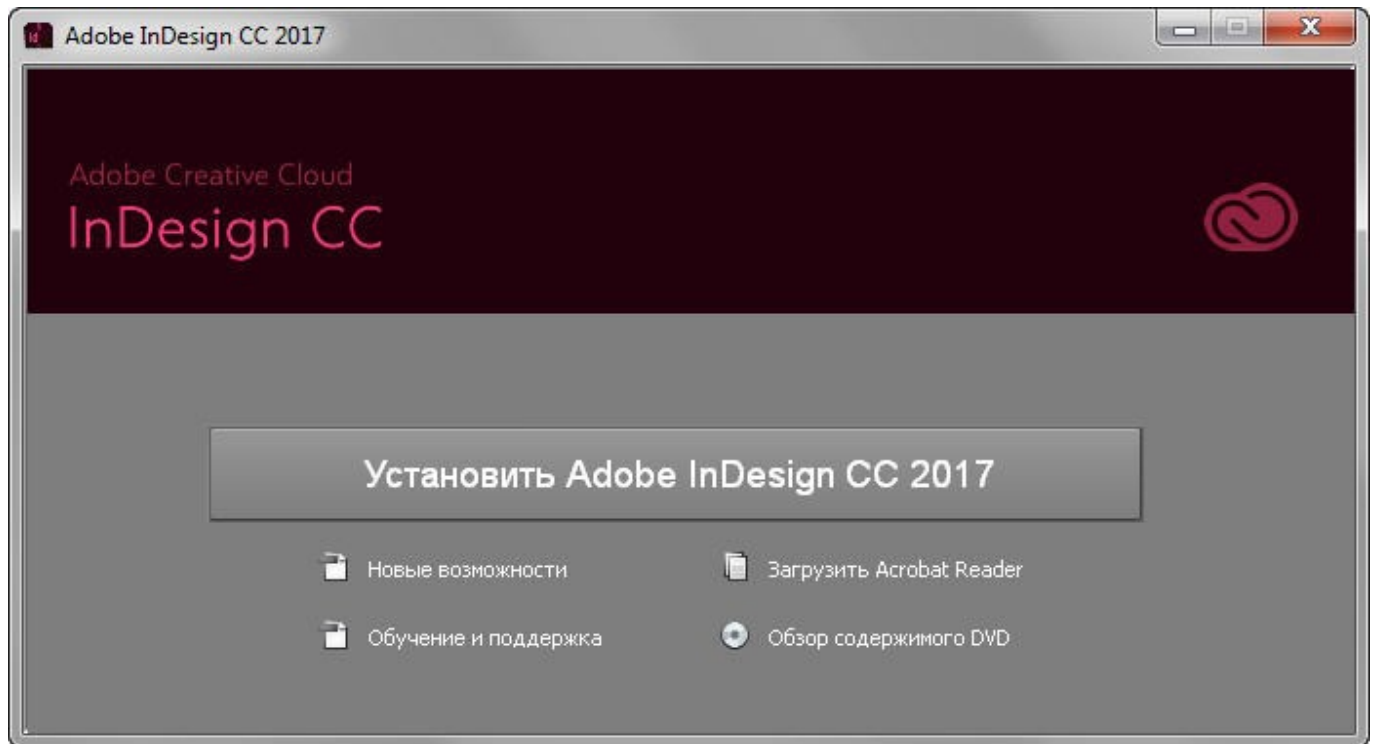 Adobe InDesign CC 2017
Adobe Creative Cloud
InDesign CC
Установить Adobe InDesign CC 2017
Новые возможности
Загрузить Acrobat Reader
Обучение и поддержка
Обзор содержимого DVD